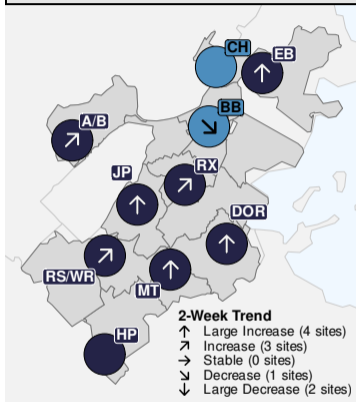 CH
EB
BB
A/B
JP
RX
DOR
RS/WR
MT
HP
2-Week Trend
↑ Large Increase (4 sites)
↗ Increase (3 sites)
→ Stable (0 sites)
↘ Decrease (1 sites)
↓ Large Decrease (2 sites)